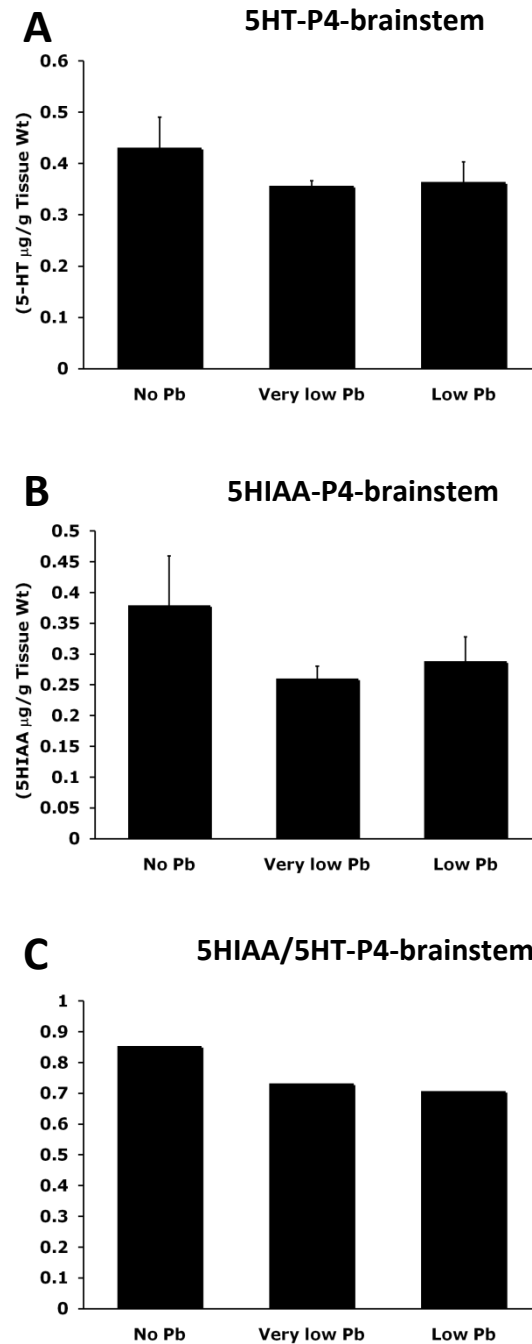 A
5HT-P4-brainstem
(5-HT μg/g Tissue Wt)
0.6
0.5
0.4
0.3
0.2
0.1
0
No Pb
Very low Pb
Low Pb
B
5HIAA-P4-brainstem
(5HIAA μg/g Tissue Wt)
0.5
0.45
0.4
0.35
0.3
0.25
0.2
0.15
0.1
0.05
0
No Pb
Very low Pb
Low Pb
C
5HIAA/5HT-P4-brainstem
1
0.9
0.8
0.7
0.6
0.5
0.4
0.3
0.2
0.1
0
No Pb
Very low Pb
Low Pb